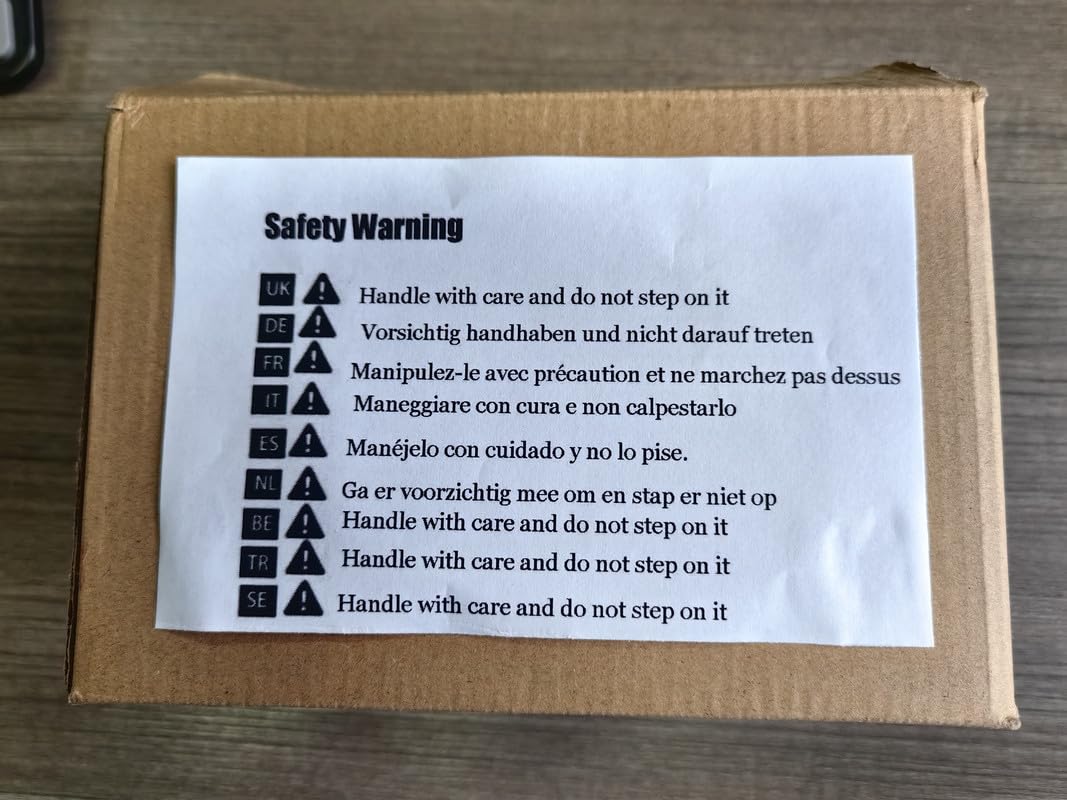 Safety Warning
UK Handle with care and do not step on it
DE Vorsichtig handhaben und nicht darauf treten
FR Manipulez-le avec précaution et ne marchez pas dessus
IT Maneggiare con cura e non calpestarlo
ES Manéjelo con cuidado y no lo pise.
NL Ga er voorzichtig mee om en stap er niet op
BE Handle with care and do not step on it
TR Handle with care and do not step on it
SE Handle with care and do not step on it